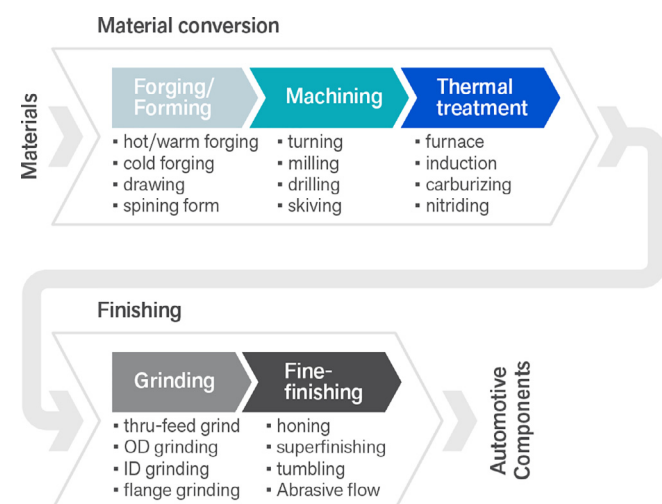 Material conversion
Materials
Forging/
Forming
Machining
Thermal
treatment
▪ hot/warm forging
▪ cold forging
▪ drawing
▪ spining form
▪ turning
▪ milling
▪ drilling
▪ skiving
▪ furnace
▪ induction
▪ carburizing
▪ nitriding
Finishing
Grinding
Fine-
finishing
▪ thru-feed grind
▪ OD grinding
▪ ID grinding
▪ flange grinding
▪ honing
▪ superfinishing
▪ tumbling
▪ Abrasive flow
Automotive
Components